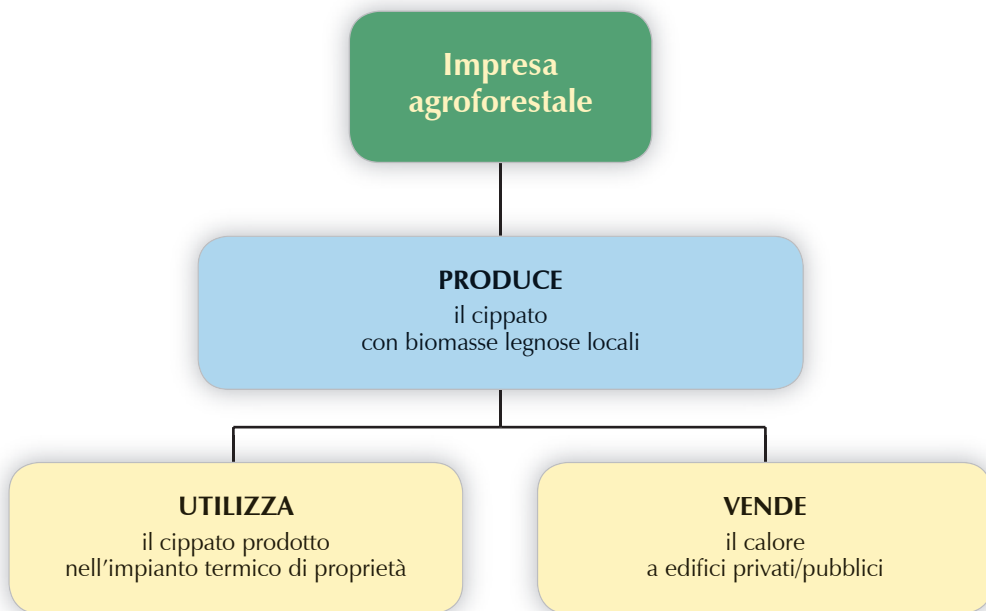 Impresa
agroforestale
PRODUCE
il cippato
con biomasse legnose locali
UTILIZZA
il cippato prodotto
nell'impianto termico di proprietà
VENDE
il calore
a edifici privati/pubblici